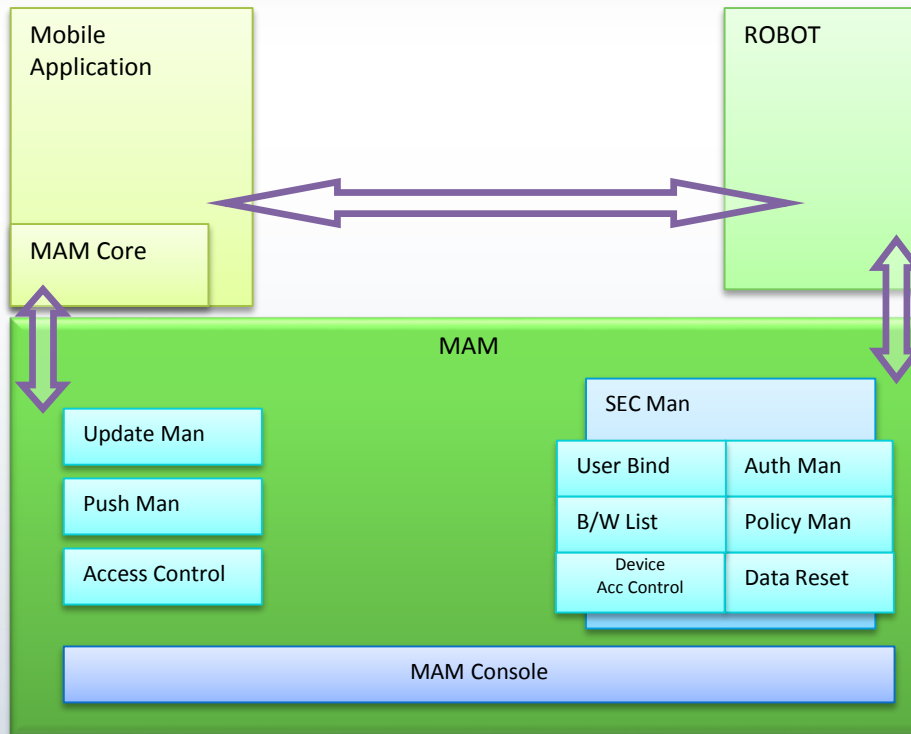 Mobile
Application
ROBOT
MAM Core
MAM
SEC Man
Update Man
User Bind
Auth Man
Push Man
B/W List
Policy Man
Access Control
Device
Acc Control
Data Reset
MAM Console